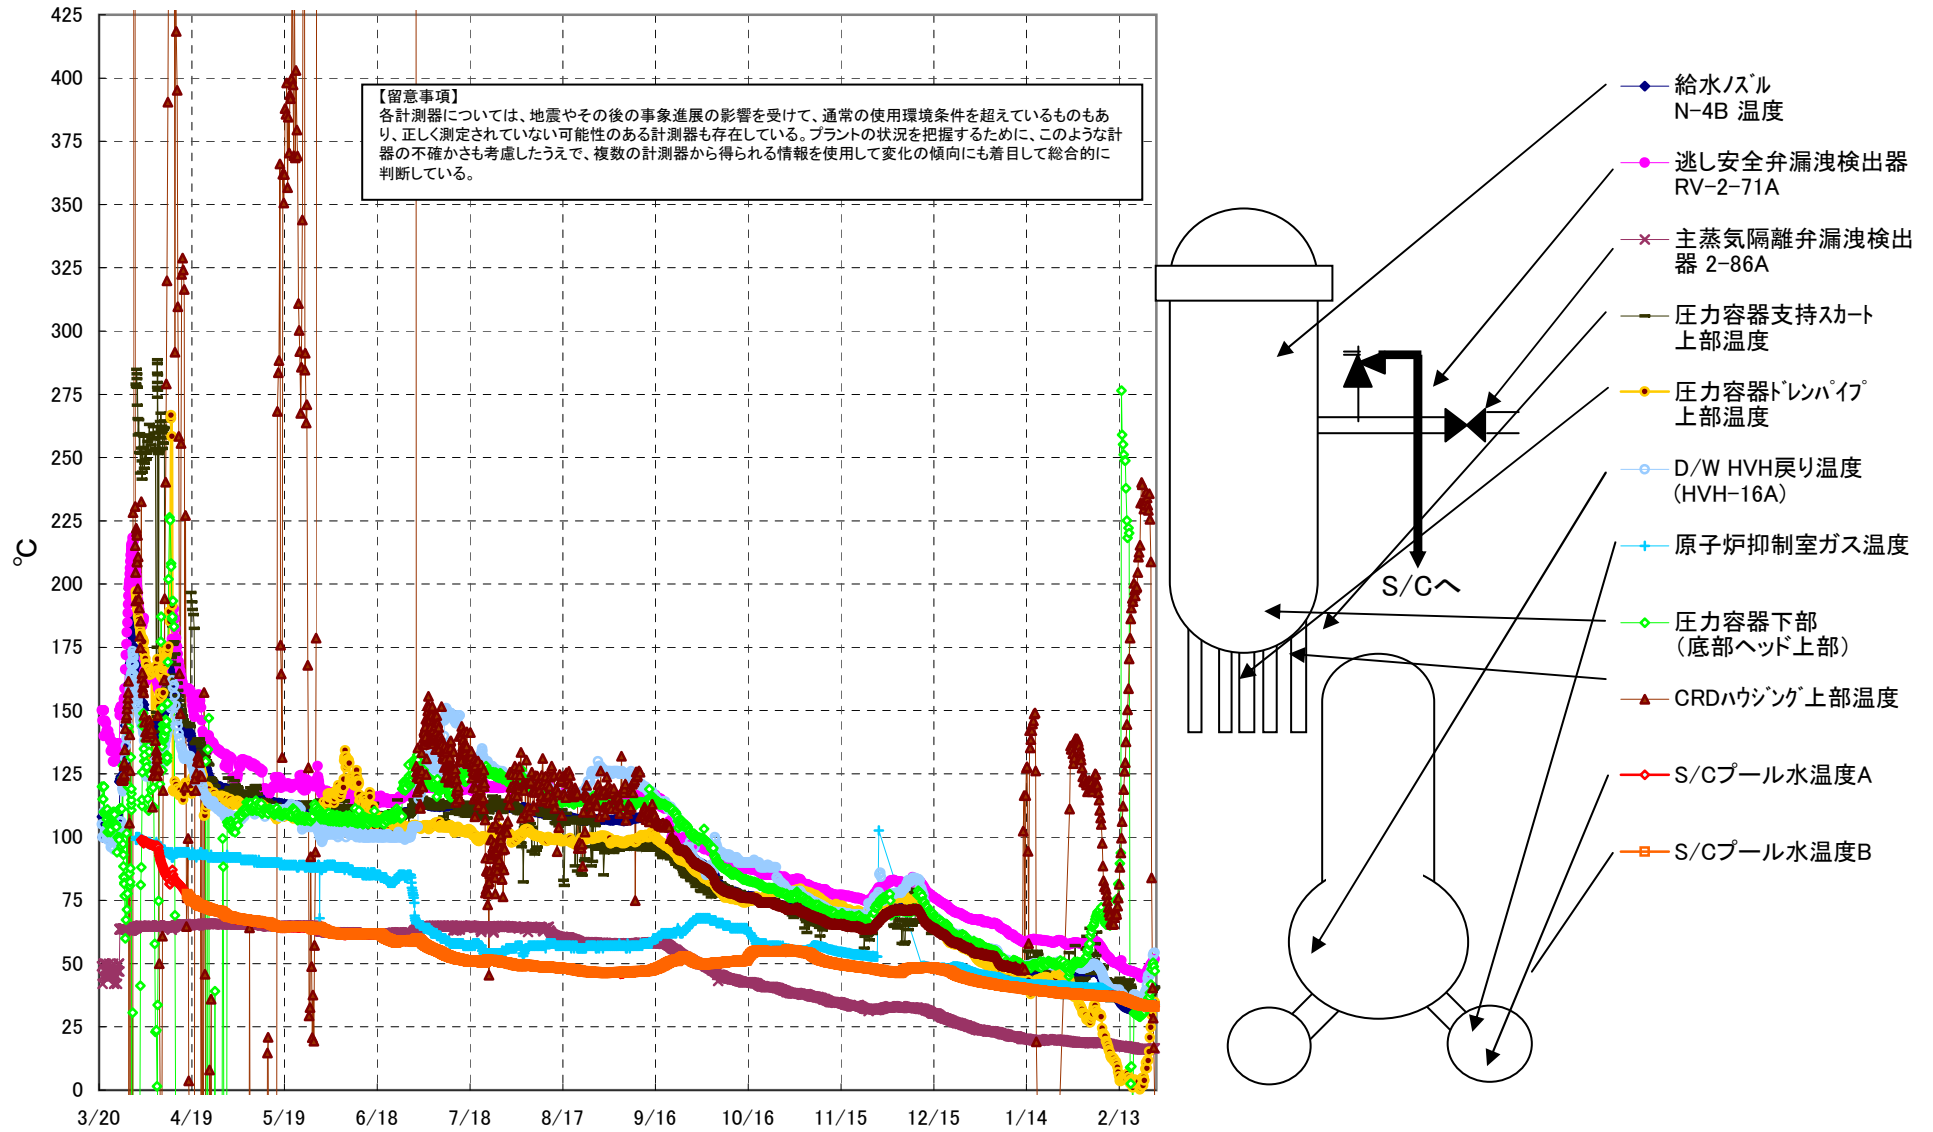 425
400
375
350
325
300
275
250
225
200
175
150
125
100
75
50
25
0
℃
3/20
4/19
5/19
6/18
7/18
8/17
9/16
10/16
11/15
12/15
1/14
2/13
【留意事項】
各計測器については、地震やその後の事象進展の影響を受けて、通常の使用環境条件を超えているものもあ
り、正しく測定されていない可能性のある計測器も存在している。プラントの状況を把握するために、このような計
器の不確かさも考慮したうえで、複数の計測器から得られる情報を使用して変化の傾向にも着目して総合的に
判断している。
S/Cへ
給水ﾉｽﾞﾙ
N-4B 温度
逃し安全弁漏洩検出器
RV-2-71A
主蒸気隔離弁漏洩検出
器 2-86A
圧力容器支持ｽｶｰﾄ
上部温度
圧力容器ﾄﾞﾚﾝﾊﾟｲﾌﾟ
上部温度
D/W HVH戻り温度
(HVH-16A)
原子炉抑制室ガス温度
圧力容器下部
（底部ヘッド上部）
CRDﾊｳｼﾞﾝｸﾞ上部温度
S/Cプール水温度A
S/Cプール水温度B